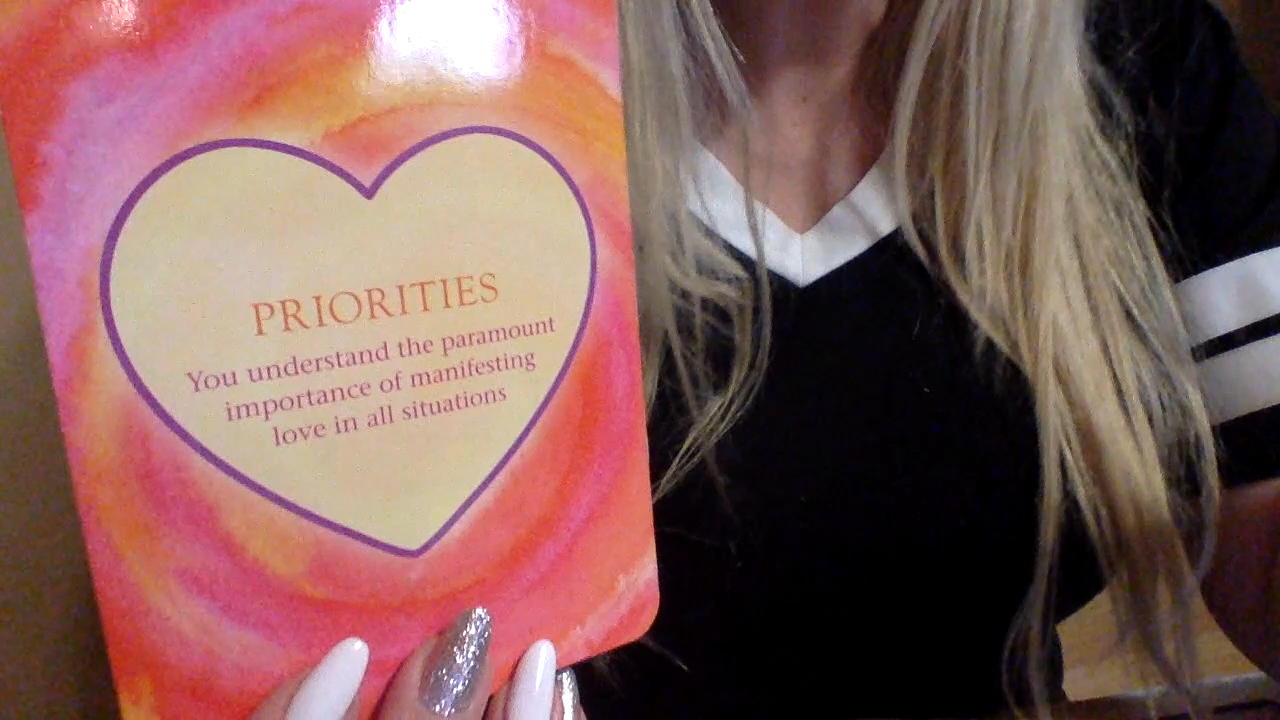 PRIORITIES
You understand the paramount
importance of manifesting
love in all situations